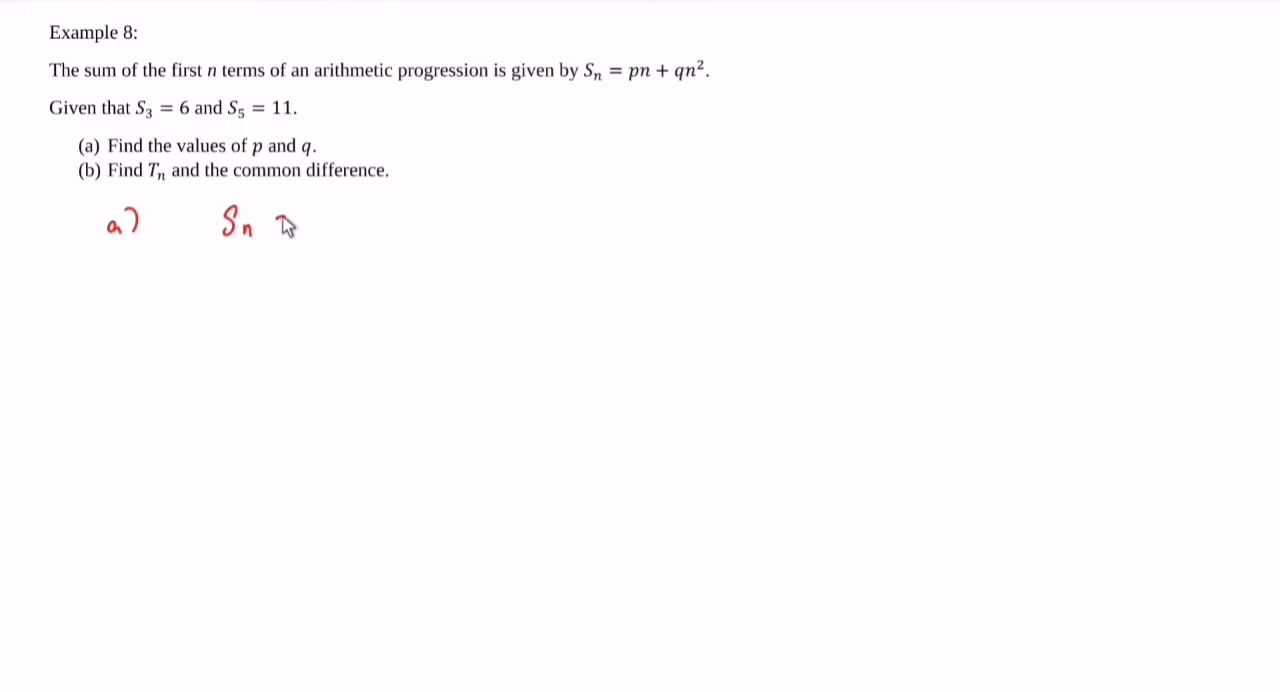 Example 8:
The sum of the first n terms of an arithmetic progression is given by Sₙ = pn + qn².
Given that S₃ = 6 and S₅ = 11.
(a) Find the values of p and q.
(b) Find Tₙ and the common difference.
a) Sₙ